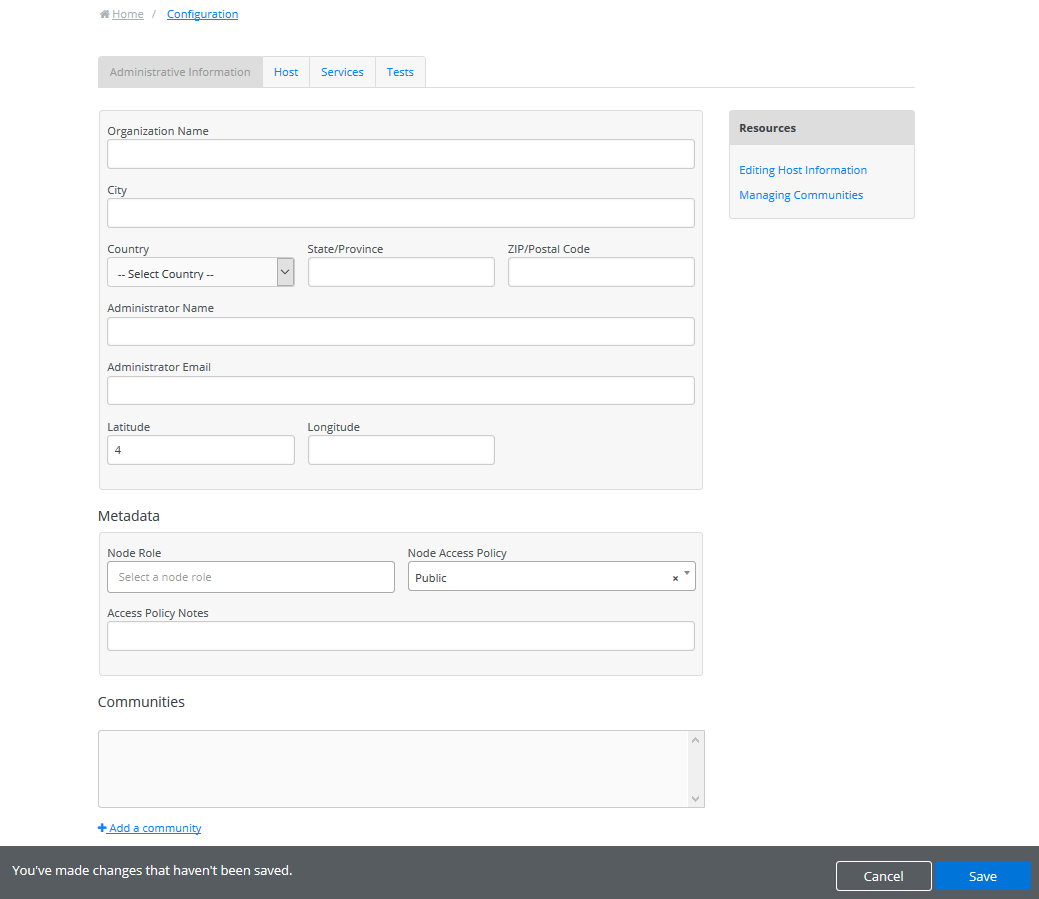 Home / Configuration
Administrative Information Host Services Tests
Organization Name
Resources
Editing Host Information
Managing Communities
City
Country State/Province ZIP/Postal Code
-- Select Country --
Administrator Name
Administrator Email
Latitude Longitude
4
Metadata
Node Role Node Access Policy
Select a node role Public ×
Access Policy Notes
Communities
Add a community
You've made changes that haven't been saved.
Cancel Save